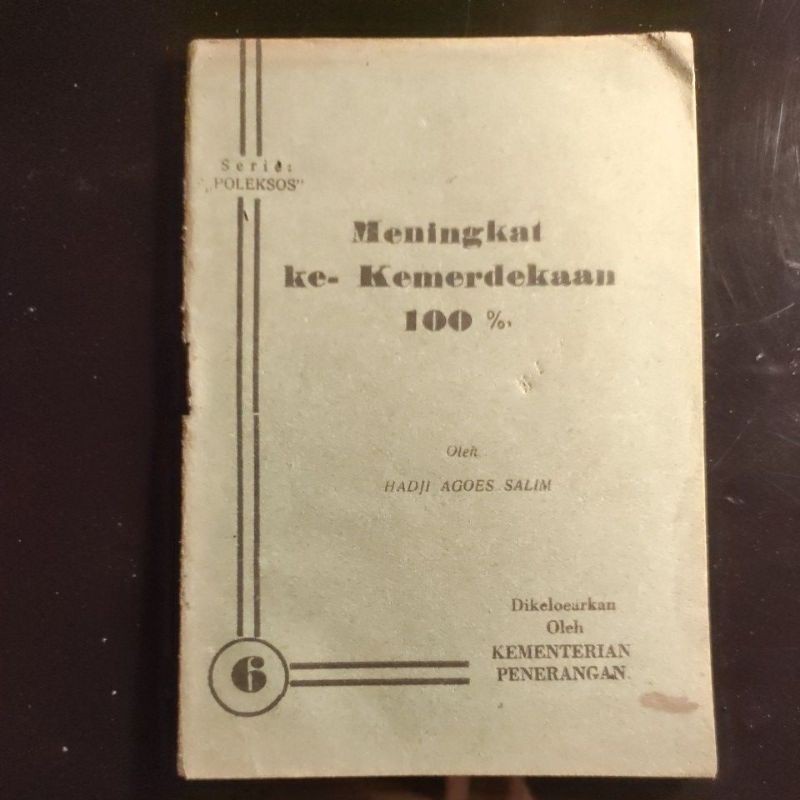 Serie:
„POLEKSOS”
Meningkat
ke- Kemerdekaan
100 %.
Oleh
HADJI AGOES SALIM
Dikeloearkan
Oleh
KEMENTERIAN
PENERANGAN.
6